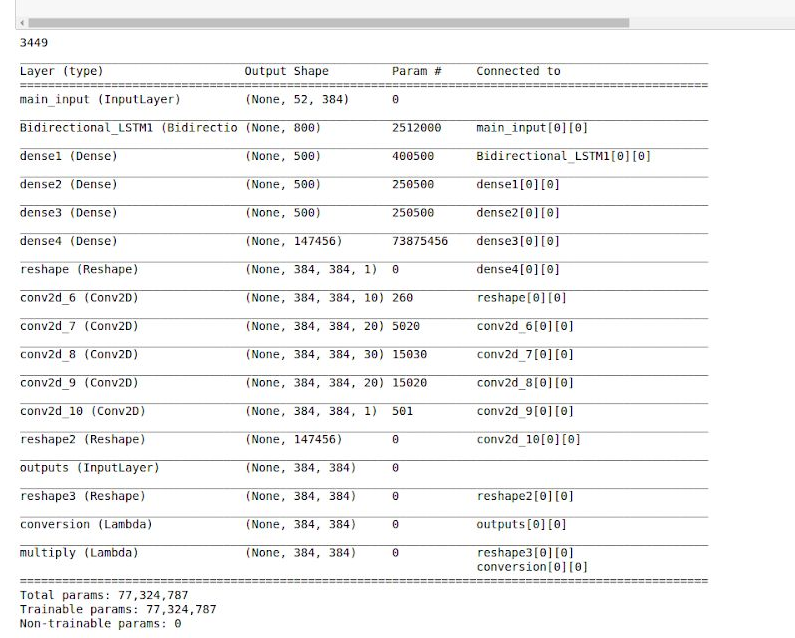 3449
Layer (type) Output Shape Param # Connected to
main_input (InputLayer) (None, 52, 384) 0
Bidirectional_LSTM1 (Bidirectio (None, 800) 2512000 main_input[0][0]
dense1 (Dense) (None, 500) 400500 Bidirectional_LSTM1[0][0]
dense2 (Dense) (None, 500) 250500 dense1[0][0]
dense3 (Dense) (None, 500) 250500 dense2[0][0]
dense4 (Dense) (None, 147456) 73875456 dense3[0][0]
reshape (Reshape) (None, 384, 384, 1) 0 dense4[0][0]
conv2d_6 (Conv2D) (None, 384, 384, 10) 260 reshape[0][0]
conv2d_7 (Conv2D) (None, 384, 384, 20) 5020 conv2d_6[0][0]
conv2d_8 (Conv2D) (None, 384, 384, 30) 15030 conv2d_7[0][0]
conv2d_9 (Conv2D) (None, 384, 384, 20) 15020 conv2d_8[0][0]
conv2d_10 (Conv2D) (None, 384, 384, 1) 501 conv2d_9[0][0]
reshape2 (Reshape) (None, 147456) 0 conv2d_10[0][0]
outputs (InputLayer) (None, 384, 384) 0
reshape3 (Reshape) (None, 384, 384) 0 reshape2[0][0]
conversion (Lambda) (None, 384, 384) 0 outputs[0][0]
multiply (Lambda) (None, 384, 384) 0 reshape3[0][0]
conversion[0][0]
Total params: 77,324,787
Trainable params: 77,324,787
Non-trainable params: 0